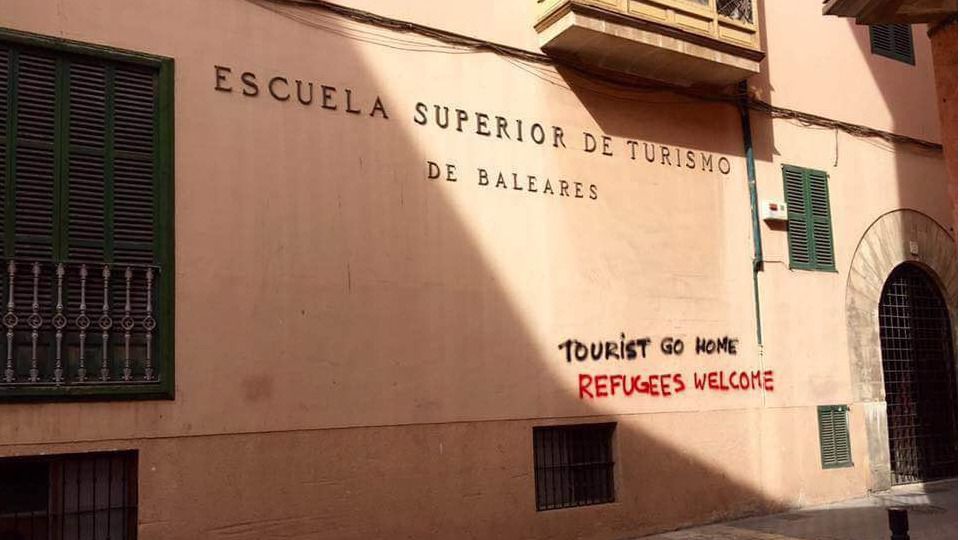 ESCUELA SUPERIOR DE TURISMO
DE BALEARES
TOURIST GO HOME
REFUGEES WELCOME